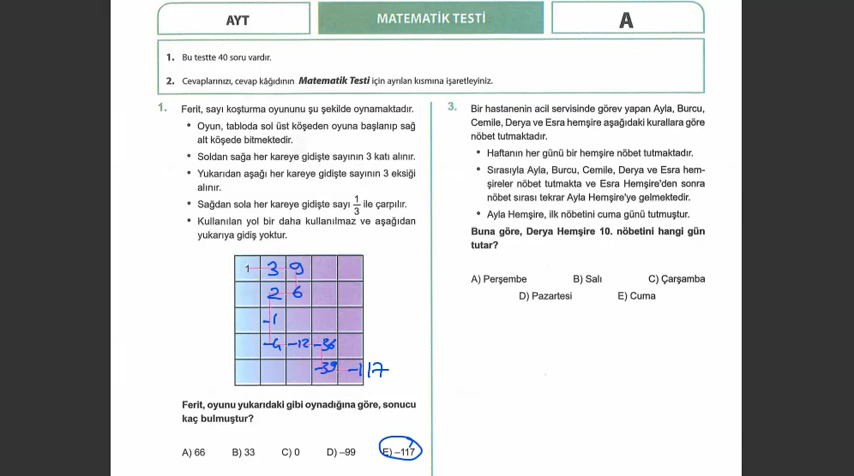 AYT
MATEMATİK TESTİ
A
1. Bu testte 40 soru vardır.
2. Cevaplarınızı, cevap kâğıdının Matematik Testi için ayrılan kısmına işaretleyiniz.
1. Ferit, sayı koşturma oyununu şu şekilde oynamaktadır.
• Oyun, tabloda sol üst köşeden oyuna başlanıp sağ
alt köşede bitmektedir.
• Soldan sağa her kareye gidişte sayının 3 katı alınır.
• Yukarıdan aşağı her kareye gidişte sayının 3 eksiği
alınır.
• Sağdan sola her kareye gidişte sayı 1/3 ile çarpılır.
• Kullanılan yol bir daha kullanılmaz ve aşağıdan
yukarıya gidiş yoktur.
1 3 9
2 6
-1
-4 -12 -36
-39 -117
Ferit, oyunu yukarıdaki gibi oynadığına göre, sonucu
kaç bulmuştur?
A) 66 B) 33 C) 0 D) –99 E) –117
3. Bir hastanenin acil servisinde görev yapan Ayla, Burcu,
Cemile, Derya ve Esra hemşire aşağıdaki kurallara göre
nöbet tutmaktadır.
• Haftanın her günü bir hemşire nöbet tutmaktadır.
• Sırasıyla Ayla, Burcu, Cemile, Derya ve Esra hem-
şireler nöbet tutmakta ve Esra Hemşire'den sonra
nöbet sırası tekrar Ayla Hemşire'ye gelmektedir.
• Ayla Hemşire, ilk nöbetini cuma günü tutmuştur.
Buna göre, Derya Hemşire 10. nöbetini hangi gün
tutar?
A) Perşembe B) Salı C) Çarşamba
D) Pazartesi E) Cuma